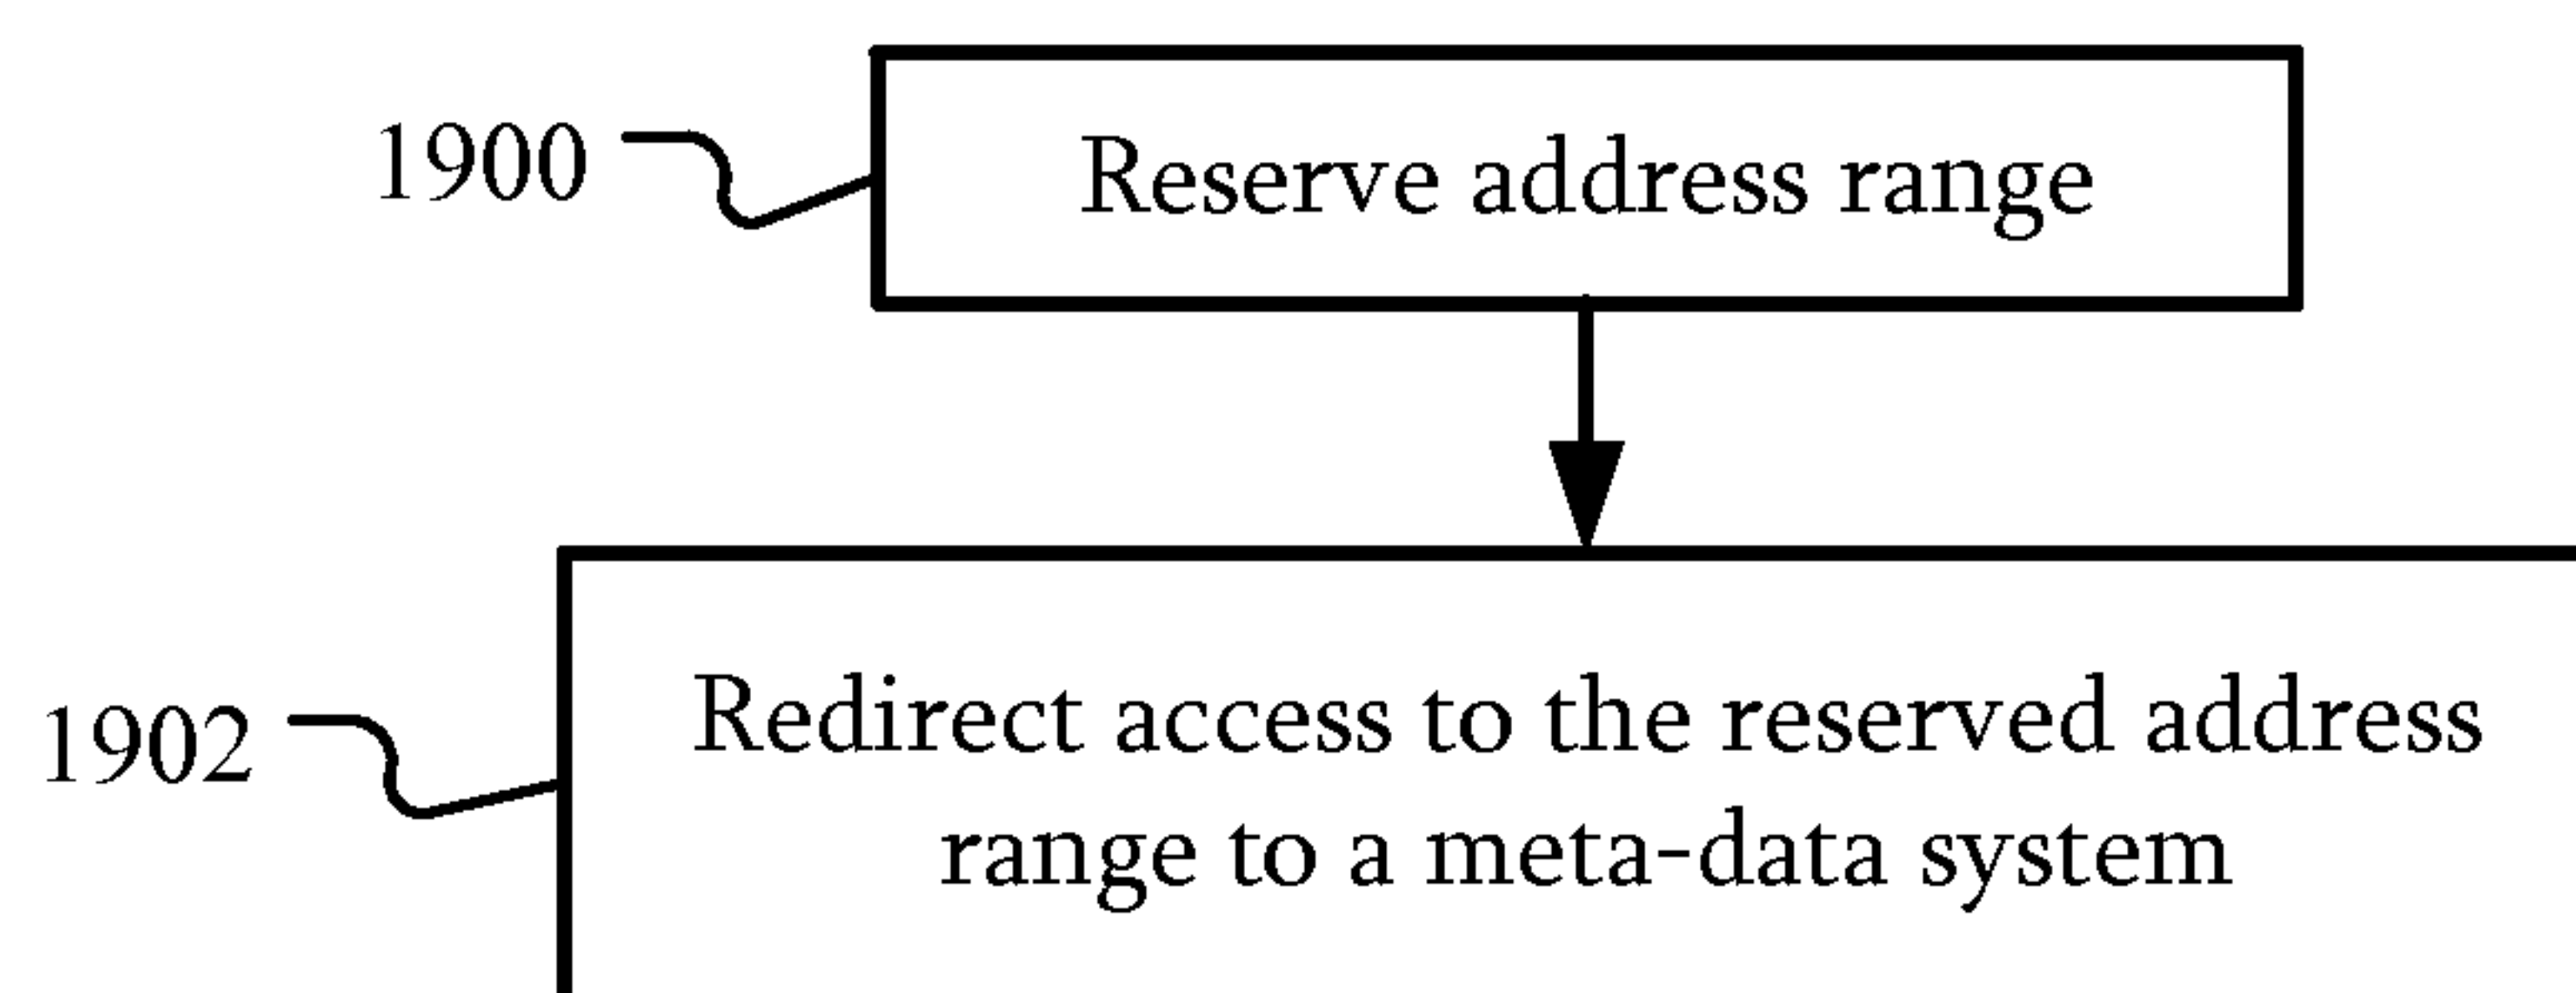 1900
Reserve address range
1902
Redirect access to the reserved address
range to a meta-data system